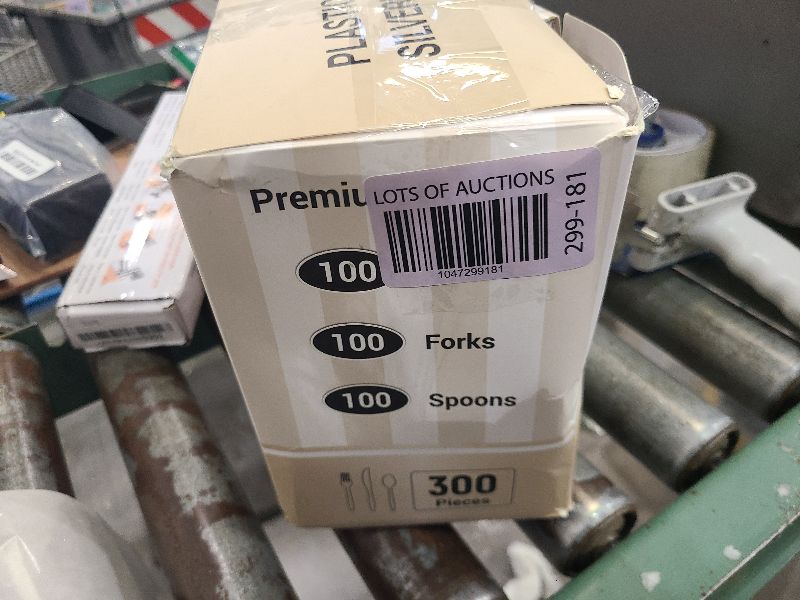 PLASTIC
SILVER
Premiu
LOTS OF AUCTIONS
299-181
1047299181
100
100 Forks
100 Spoons
300
Pieces